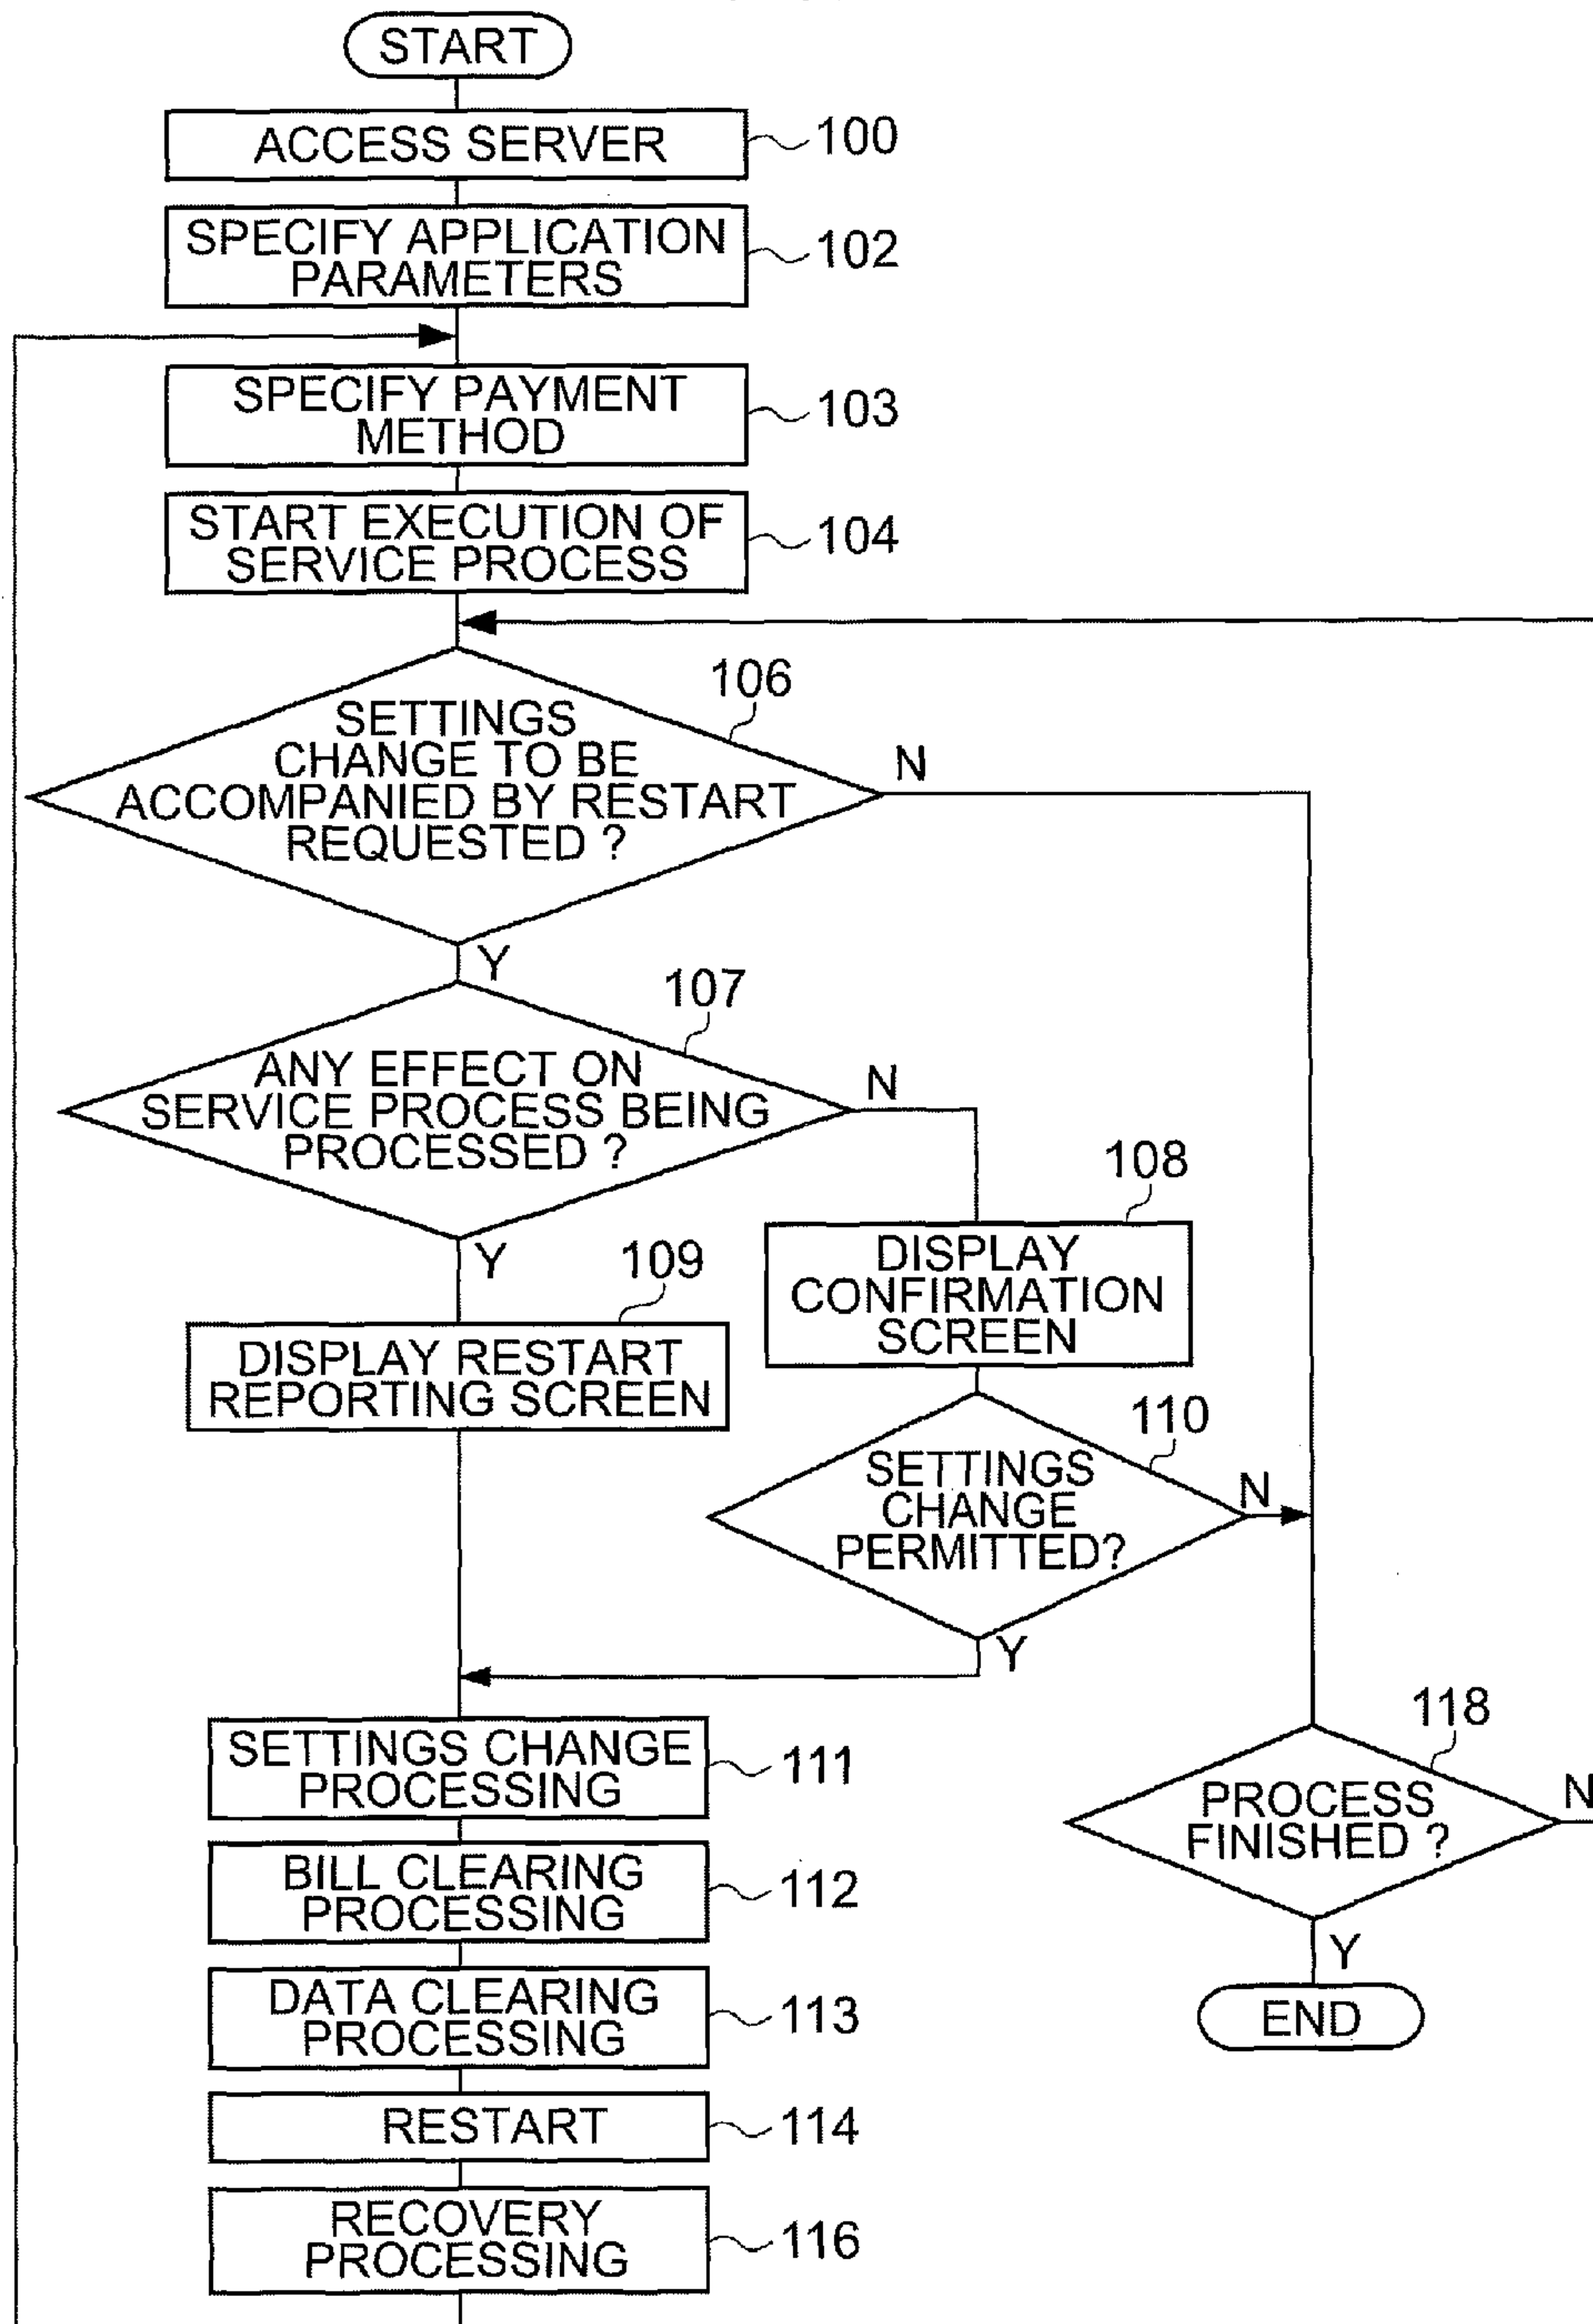 START
ACCESS SERVER
100
SPECIFY APPLICATION
PARAMETERS
102
SPECIFY PAYMENT
METHOD
103
START EXECUTION OF
SERVICE PROCESS
104
106
SETTINGS
CHANGE TO BE
ACCOMPANIED BY RESTART
REQUESTED ?
N
Y
107
ANY EFFECT ON
SERVICE PROCESS BEING
PROCESSED ?
N
Y
108
DISPLAY
CONFIRMATION
SCREEN
109
DISPLAY RESTART
REPORTING SCREEN
110
SETTINGS
CHANGE
PERMITTED?
N
Y
SETTINGS CHANGE
PROCESSING
111
118
PROCESS
FINISHED ?
N
Y
END
BILL CLEARING
PROCESSING
112
DATA CLEARING
PROCESSING
113
RESTART
114
RECOVERY
PROCESSING
116